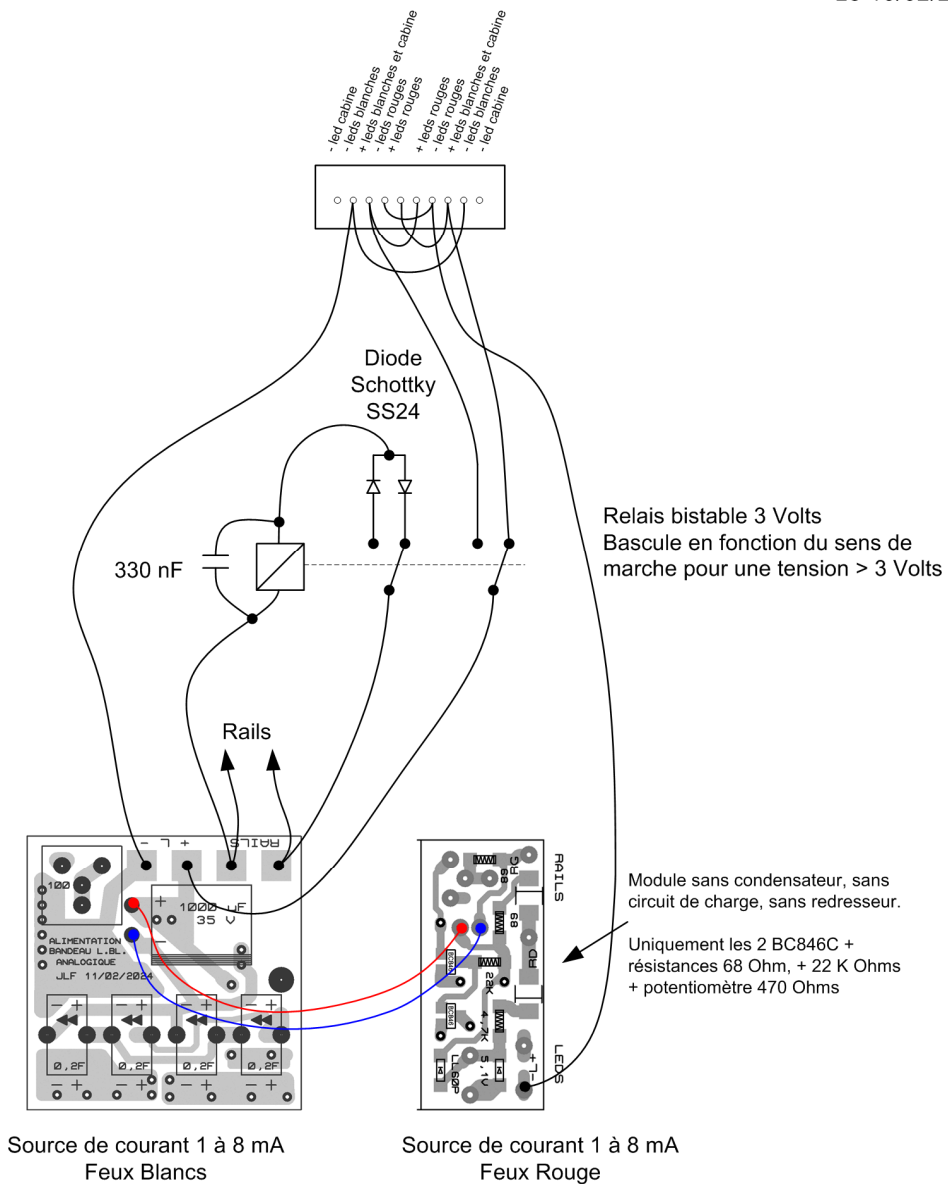 - led cabine
- leds blanches
+ leds blanches et cabine
- leds rouges
+ leds rouges
+ leds rouges
- leds rouges
+ leds blanches et cabine
- leds blanches
- led cabine
Diode
Schottky
SS24
330 nF
Relais bistable 3 Volts
Bascule en fonction du sens de
marche pour une tension > 3 Volts
Rails
- L +
RAILS
100
+
1000 µF
35 V
-
ALIMENTATION
BANDEAU L.BL.
ANALOGIQUE
JLF 11/02/2024
0,2F
0,2F
0,2F
0,2F
- +
- +
- +
- +
Source de courant 1 à 8 mA
Feux Blancs
68
RG
68
RD
RAILS
BC846
22K
BC846
4,7K
5,1V
LL60P
-L+
LEDS
Module sans condensateur, sans
circuit de charge, sans redresseur.
Uniquement les 2 BC846C +
résistances 68 Ohm, + 22 K Ohms
+ potentiomètre 470 Ohms
Source de courant 1 à 8 mA
Feux Rouge